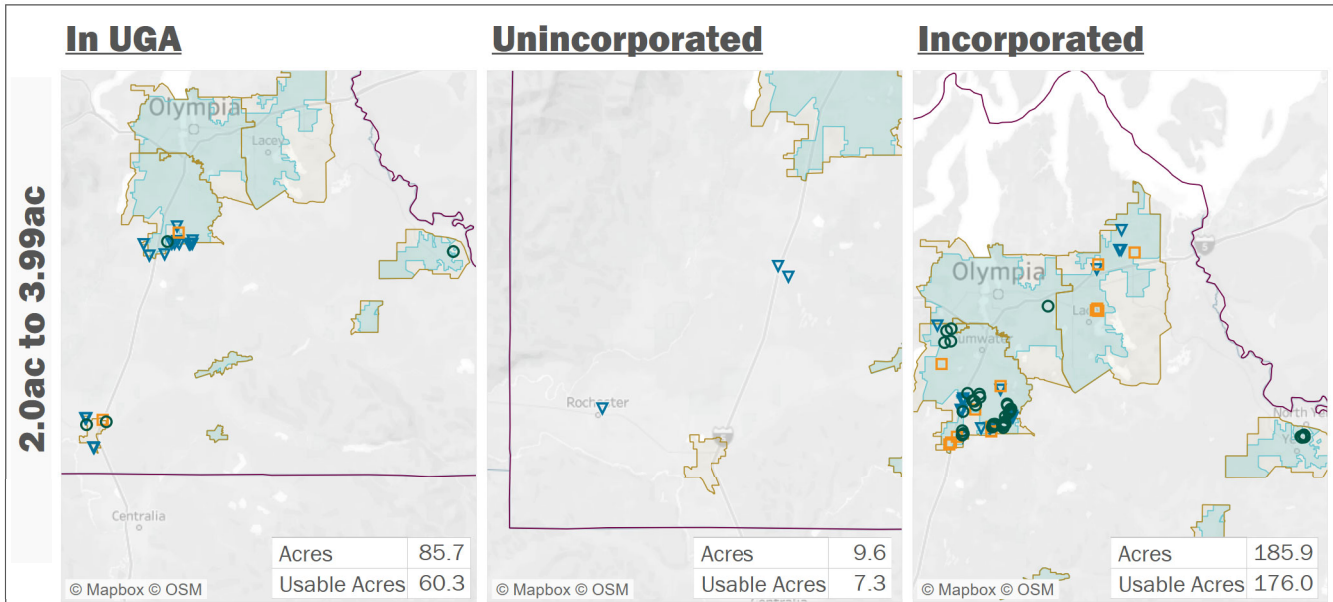 In UGA
Unincorporated
Incorporated
2.0ac to 3.99ac
Olympia
Lacey
Centralia
Acres 85.7
Usable Acres 60.3
© Mapbox © OSM
Rochester
Acres 9.6
Usable Acres 7.3
© Mapbox © OSM
Olympia
5
Acres 185.9
Usable Acres 176.0
© Mapbox © OSM